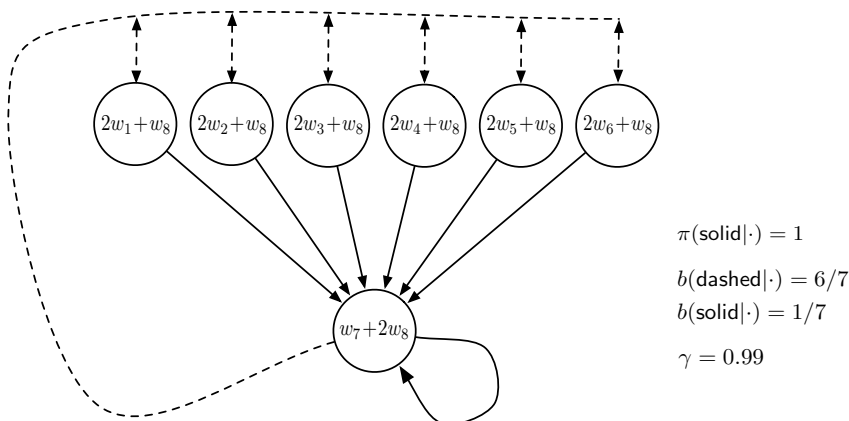 2w₁+w₈ 2w₂+w₈ 2w₃+w₈ 2w₄+w₈ 2w₅+w₈ 2w₆+w₈
π(solid|·) = 1
b(dashed|·) = 6/7
b(solid|·) = 1/7
w₇+2w₈
γ = 0.99